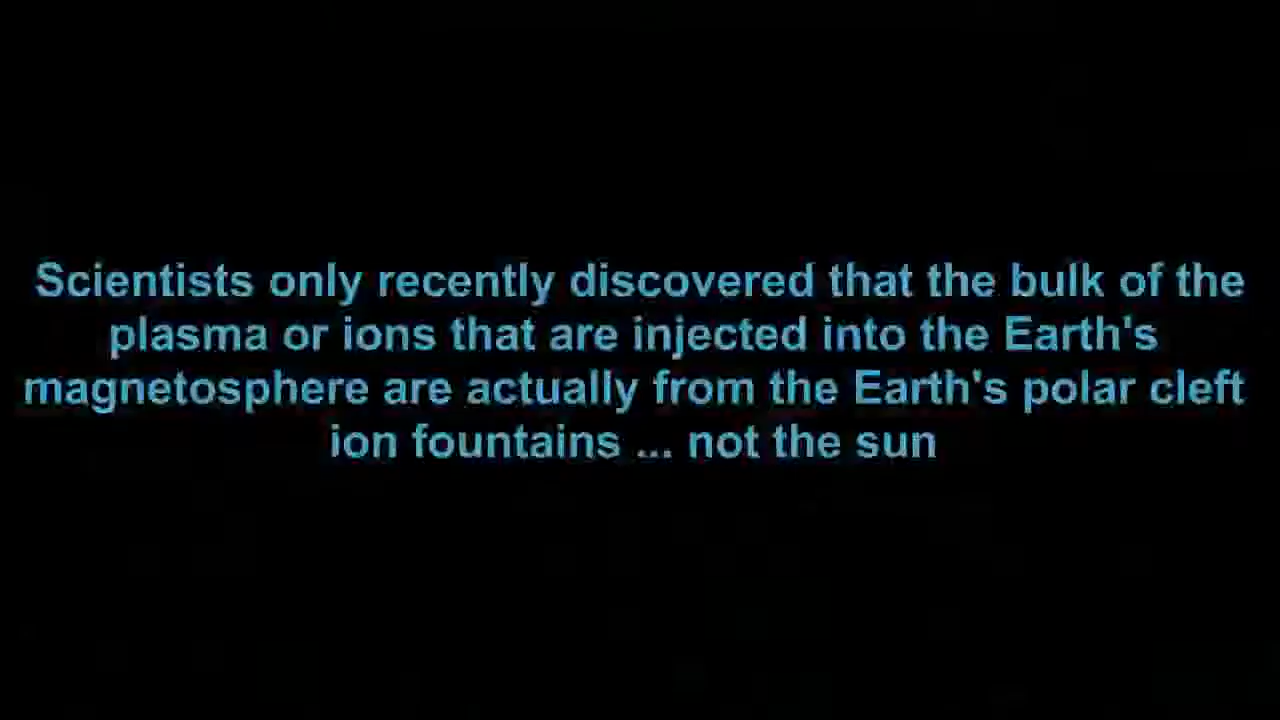 Scientists only recently discovered that the bulk of the
plasma or ions that are injected into the Earth's
magnetosphere are actually from the Earth's polar cleft
ion fountains ... not the sun